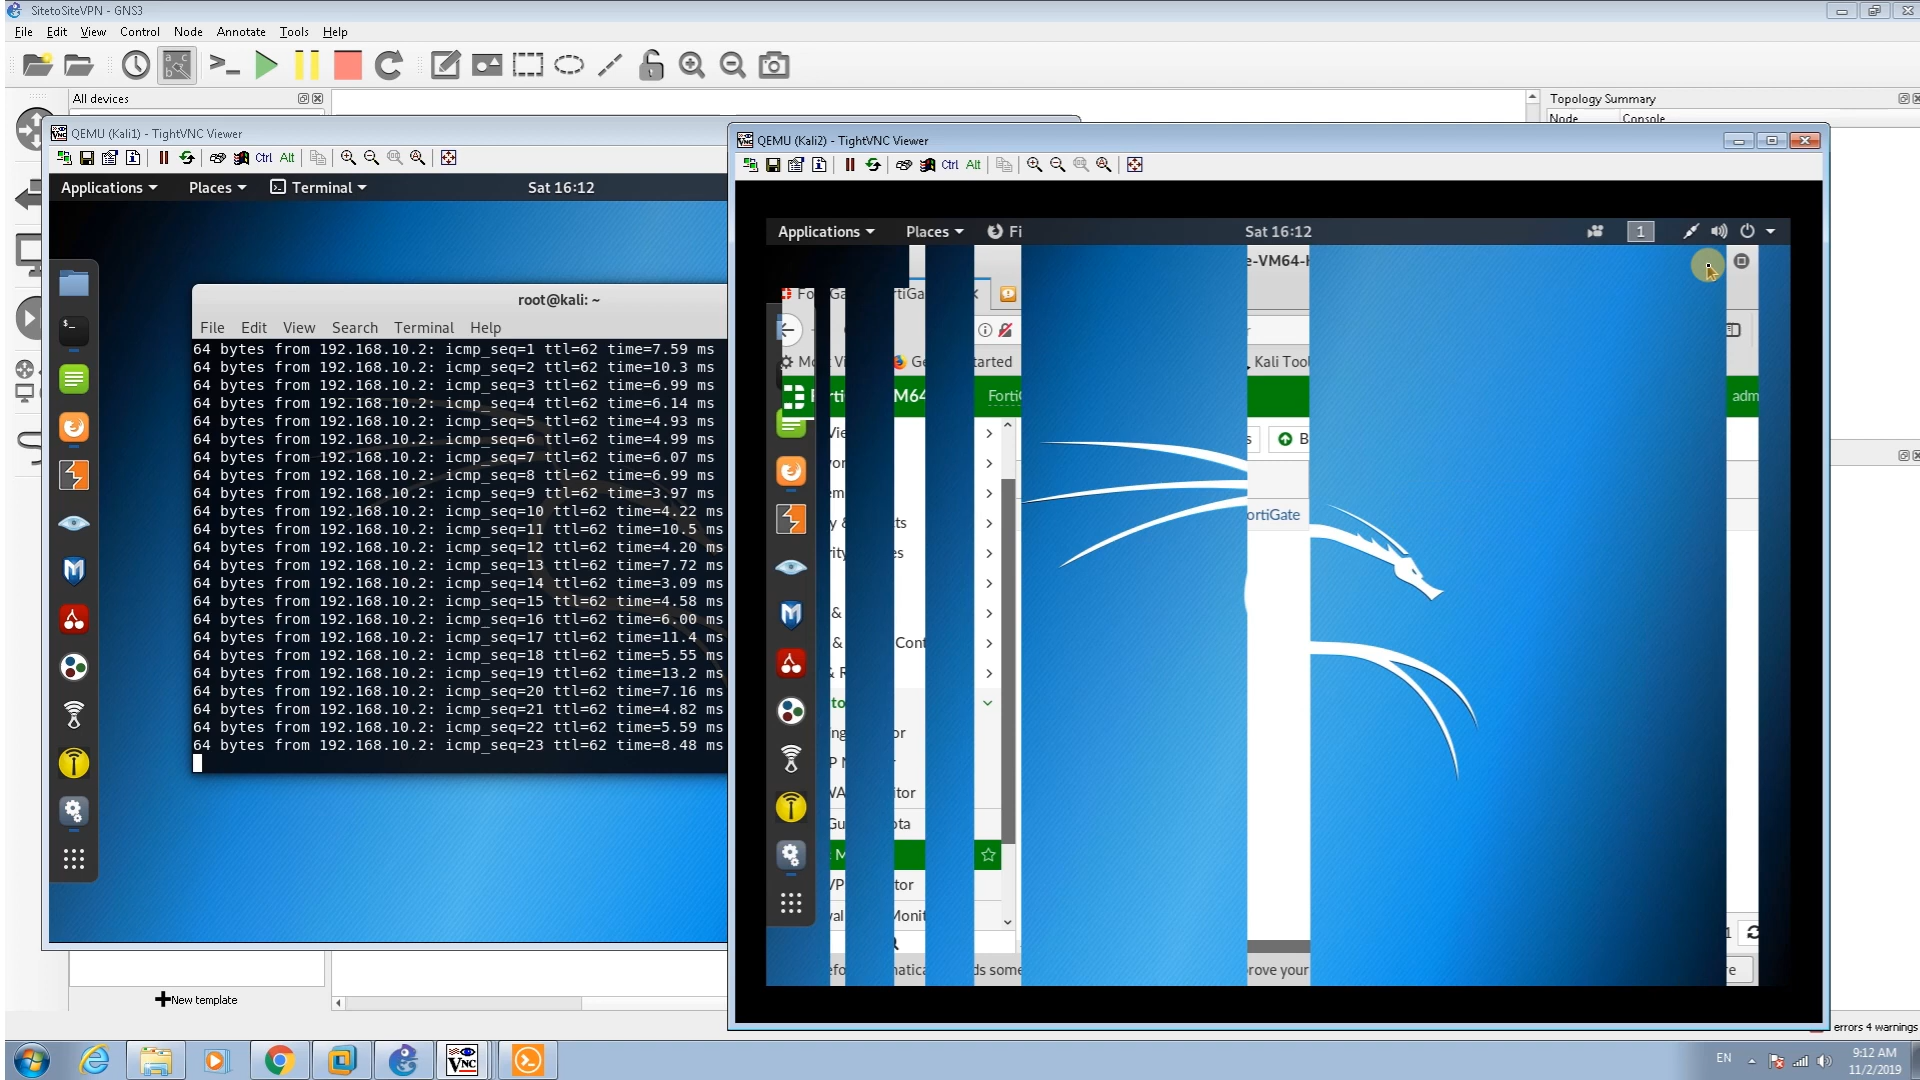 SitetoSiteVPN - GNS3
File Edit View Control Node Annotate Tools Help
All devices
Topology Summary
Node Console
QEMU (Kali1) - TightVNC Viewer
Ctrl Alt
Applications Places Terminal Sat 16:12
root@kali: ~
File Edit View Search Terminal Help
64 bytes from 192.168.10.2: icmp_seq=1 ttl=62 time=7.59 ms
64 bytes from 192.168.10.2: icmp_seq=2 ttl=62 time=10.3 ms
64 bytes from 192.168.10.2: icmp_seq=3 ttl=62 time=6.99 ms
64 bytes from 192.168.10.2: icmp_seq=4 ttl=62 time=6.14 ms
64 bytes from 192.168.10.2: icmp_seq=5 ttl=62 time=4.93 ms
64 bytes from 192.168.10.2: icmp_seq=6 ttl=62 time=4.99 ms
64 bytes from 192.168.10.2: icmp_seq=7 ttl=62 time=6.07 ms
64 bytes from 192.168.10.2: icmp_seq=8 ttl=62 time=6.99 ms
64 bytes from 192.168.10.2: icmp_seq=9 ttl=62 time=3.97 ms
64 bytes from 192.168.10.2: icmp_seq=10 ttl=62 time=4.22 ms
64 bytes from 192.168.10.2: icmp_seq=11 ttl=62 time=10.5 ms
64 bytes from 192.168.10.2: icmp_seq=12 ttl=62 time=4.20 ms
64 bytes from 192.168.10.2: icmp_seq=13 ttl=62 time=7.72 ms
64 bytes from 192.168.10.2: icmp_seq=14 ttl=62 time=3.09 ms
64 bytes from 192.168.10.2: icmp_seq=15 ttl=62 time=4.58 ms
64 bytes from 192.168.10.2: icmp_seq=16 ttl=62 time=6.00 ms
64 bytes from 192.168.10.2: icmp_seq=17 ttl=62 time=11.4 ms
64 bytes from 192.168.10.2: icmp_seq=18 ttl=62 time=5.55 ms
64 bytes from 192.168.10.2: icmp_seq=19 ttl=62 time=13.2 ms
64 bytes from 192.168.10.2: icmp_seq=20 ttl=62 time=7.16 ms
64 bytes from 192.168.10.2: icmp_seq=21 ttl=62 time=4.82 ms
64 bytes from 192.168.10.2: icmp_seq=22 ttl=62 time=5.59 ms
64 bytes from 192.168.10.2: icmp_seq=23 ttl=62 time=8.48 ms
QEMU (Kali2) - TightVNC Viewer
Ctrl Alt
Applications Places Fi Sat 16:12 1
e-VM64-
Kali Tool
M64
adm
ortiGate
rove your
New template
errors 4 warnings
EN
9:12 AM
11/2/2019